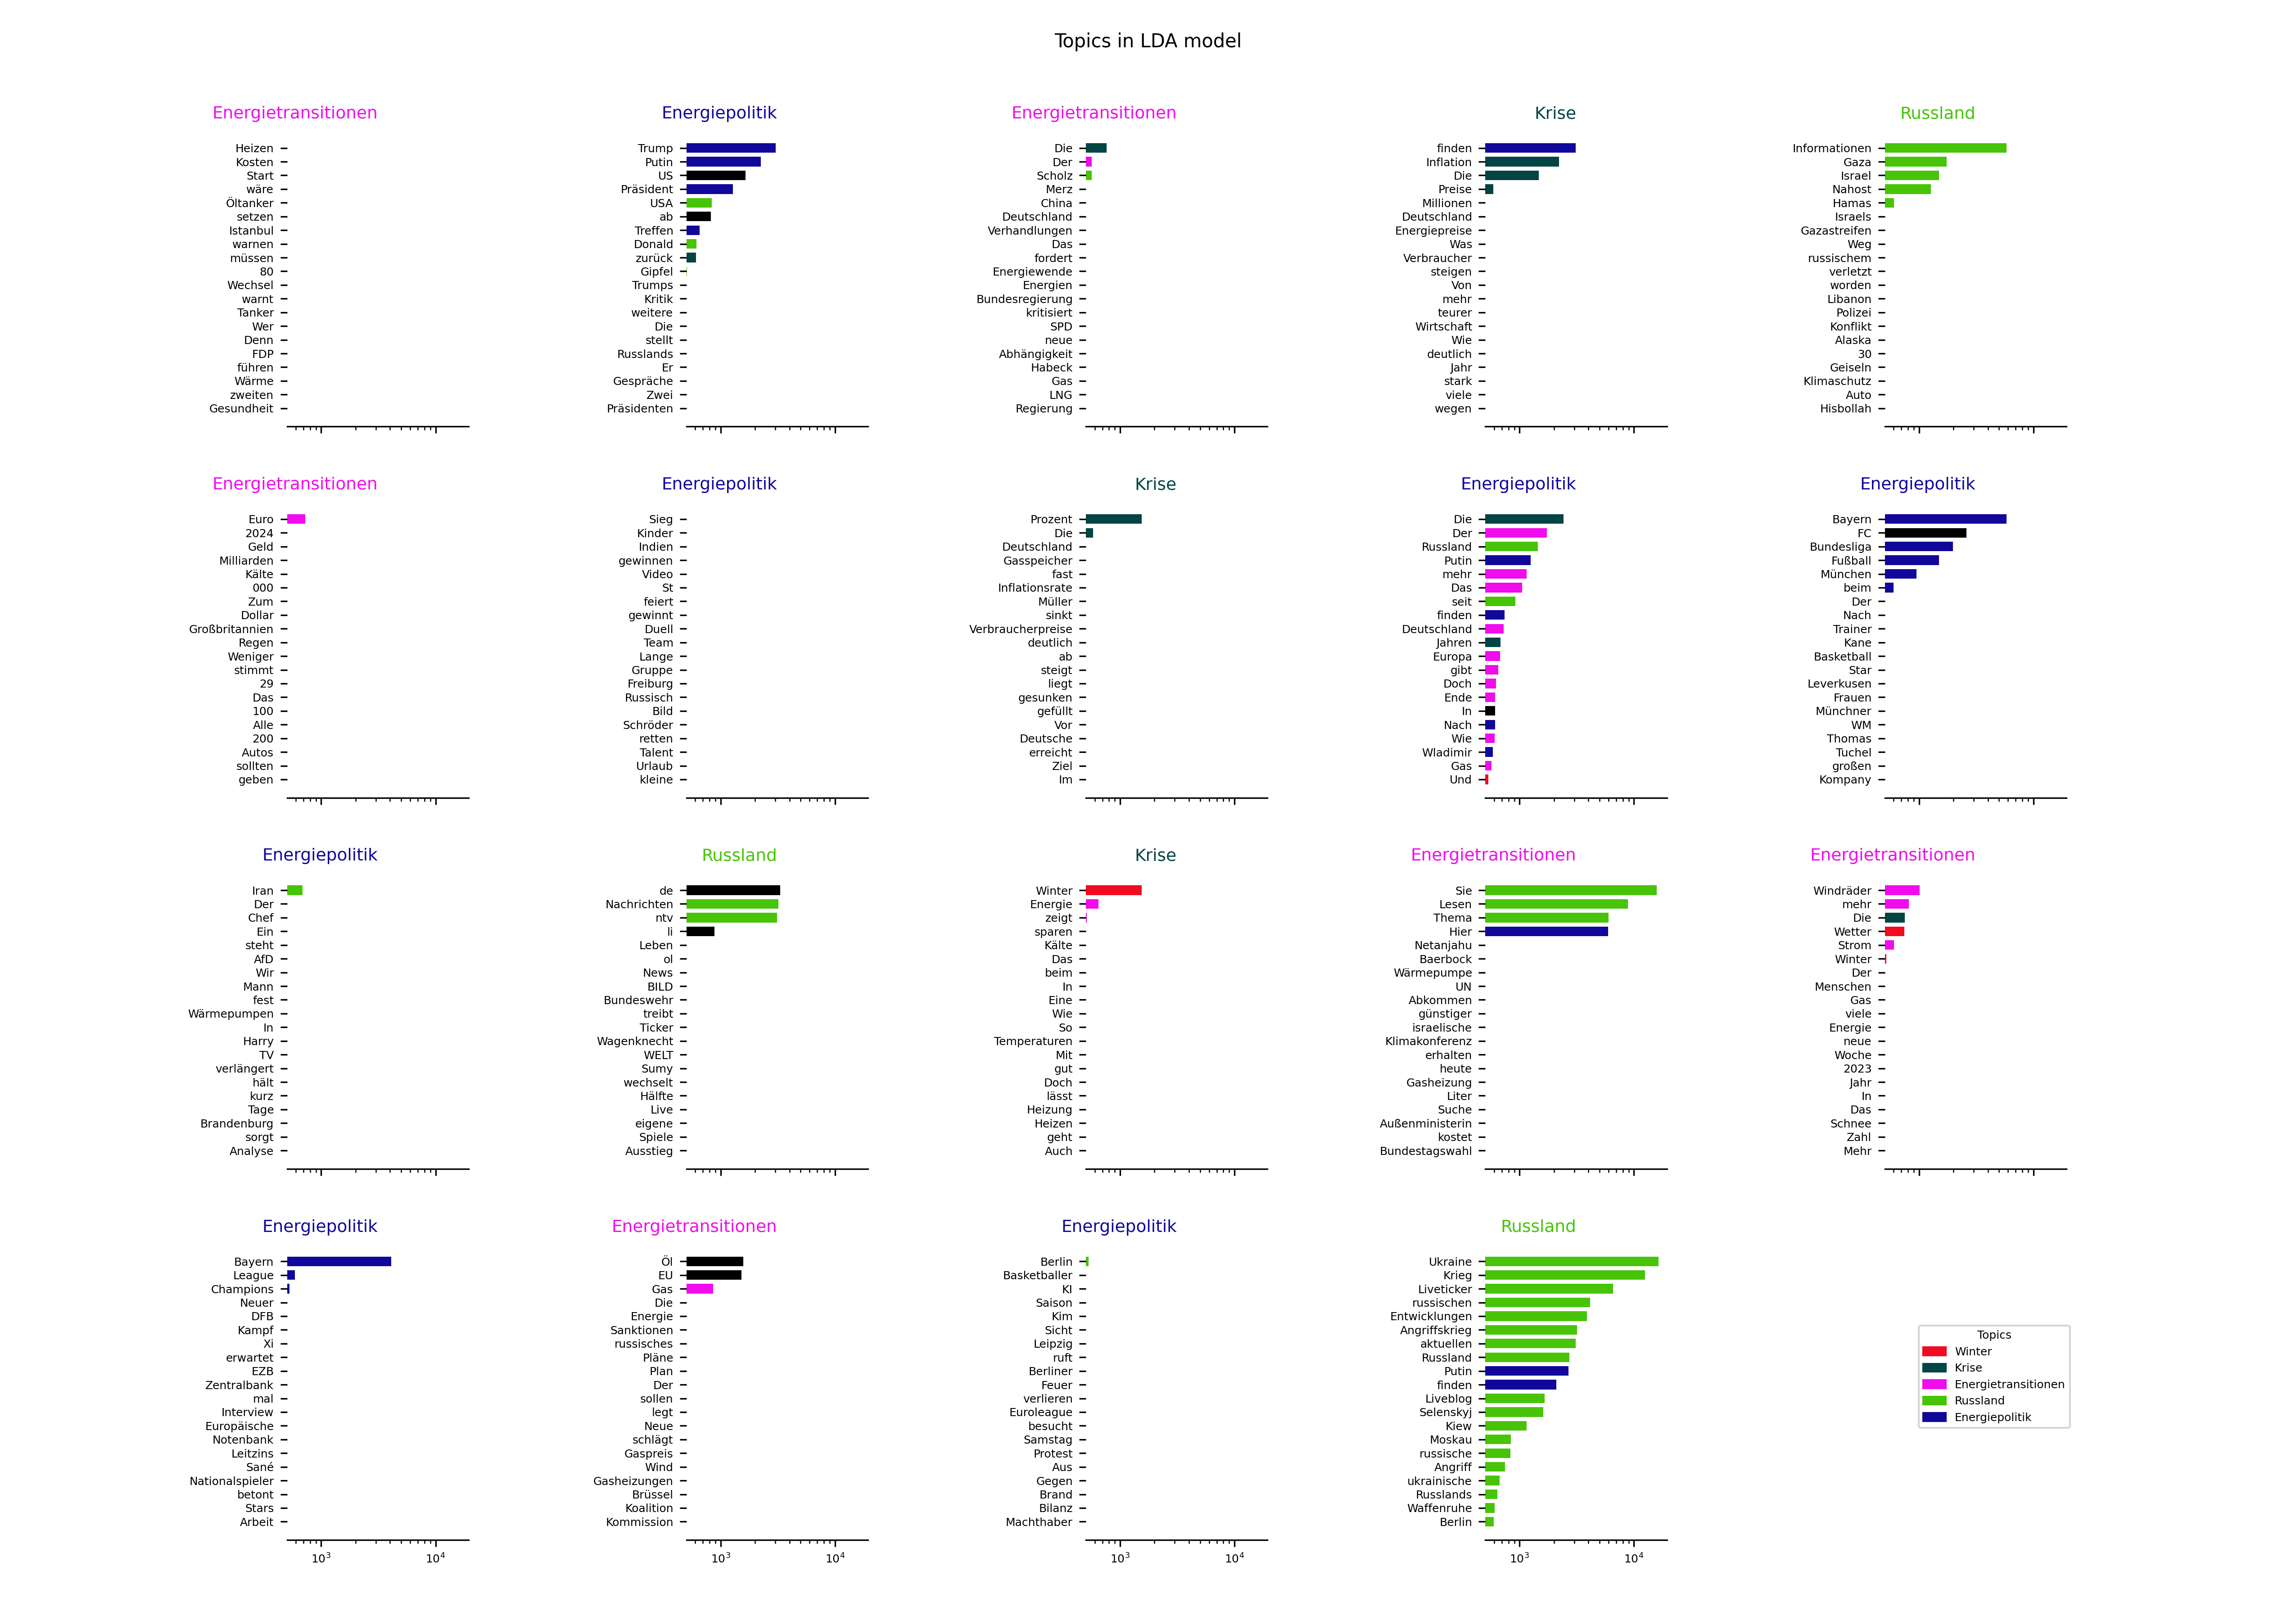 Topics in LDA model
Energietransitionen
Heizen
Kosten
Start
wäre
Öltanker
setzen
Istanbul
warnen
müssen
80
Wechsel
warnt
Tanker
Wer
Denn
FDP
führen
Wärme
zweiten
Gesundheit
Energiepolitik
Trump
Putin
US
Präsident
USA
ab
Treffen
Donald
zurück
Gipfel
Trumps
Kritik
weitere
Die
stellt
Russlands
Er
Gespräche
Zwei
Präsidenten
Energietransitionen
Die
Der
Scholz
Merz
China
Deutschland
Verhandlungen
Das
fordert
Energiewende
Energien
Bundesregierung
kritisiert
SPD
neue
Abhängigkeit
Habeck
Gas
LNG
Regierung
Krise
finden
Inflation
Die
Preise
Millionen
Deutschland
Energiepreise
Was
Verbraucher
steigen
Von
mehr
teurer
Wirtschaft
Wie
deutlich
Jahr
stark
viele
wegen
Russland
Informationen
Gaza
Israel
Nahost
Hamas
Israels
Gazastreifen
Weg
russischem
verletzt
worden
Libanon
Polizei
Konflikt
Alaska
30
Geiseln
Klimaschutz
Auto
Hisbollah
Energietransitionen
Euro
2024
Geld
Milliarden
Kälte
000
Zum
Dollar
Großbritannien
Regen
Weniger
stimmt
29
Das
100
Alle
200
Autos
sollten
geben
Energiepolitik
Sieg
Kinder
Indien
gewinnen
Video
St
feiert
gewinnt
Duell
Team
Lange
Gruppe
Freiburg
Russisch
Bild
Schröder
retten
Talent
Urlaub
kleine
Krise
Prozent
Die
Deutschland
Gasspeicher
fast
Inflationsrate
Müller
sinkt
Verbraucherpreise
deutlich
ab
steigt
liegt
gesunken
gefüllt
Vor
Deutsche
erreicht
Ziel
Im
Energiepolitik
Die
Der
Russland
Putin
mehr
Das
seit
finden
Deutschland
Jahren
Europa
gibt
Doch
Ende
In
Nach
Wie
Wladimir
Gas
Und
Energiepolitik
Bayern
FC
Bundesliga
Fußball
München
beim
Der
Nach
Trainer
Kane
Basketball
Star
Leverkusen
Frauen
Münchner
WM
Thomas
Tuchel
großen
Kompany
Energiepolitik
Iran
Der
Chef
Ein
steht
AfD
Wir
Mann
fest
Wärmepumpen
In
Harry
TV
verlängert
hält
kurz
Tage
Brandenburg
sorgt
Analyse
Russland
de
Nachrichten
ntv
li
Leben
ol
News
BILD
Bundeswehr
treibt
Ticker
Wagenknecht
WELT
Sumy
wechselt
Hälfte
Live
eigene
Spiele
Ausstieg
Krise
Winter
Energie
zeigt
sparen
Kälte
Das
beim
In
Eine
Wie
So
Temperaturen
Mit
gut
Doch
lässt
Heizung
Heizen
geht
Auch
Energietransitionen
Sie
Lesen
Thema
Hier
Netanjahu
Baerbock
Wärmepumpe
UN
Abkommen
günstiger
israelische
Klimakonferenz
erhalten
heute
Gasheizung
Liter
Suche
Außenministerin
kostet
Bundestagswahl
Energietransitionen
Windräder
mehr
Die
Wetter
Strom
Winter
Der
Menschen
Gas
viele
Energie
neue
Woche
2023
Jahr
In
Das
Schnee
Zahl
Mehr
Energiepolitik
Bayern
League
Champions
Neuer
DFB
Kampf
Xi
erwartet
EZB
Zentralbank
mal
Interview
Europäische
Notenbank
Leitzins
Sané
Nationalspieler
betont
Stars
Arbeit
10³ 10⁴
Energietransitionen
Öl
EU
Gas
Die
Energie
Sanktionen
russisches
Pläne
Plan
Der
sollen
legt
Neue
schlägt
Gaspreis
Wind
Gasheizungen
Brüssel
Koalition
Kommission
10³ 10⁴
Energiepolitik
Berlin
Basketballer
KI
Saison
Kim
Sicht
Leipzig
ruft
Berliner
Feuer
verlieren
Euroleague
besucht
Samstag
Protest
Aus
Gegen
Brand
Bilanz
Machthaber
10³ 10⁴
Russland
Ukraine
Krieg
Liveticker
russischen
Entwicklungen
Angriffskrieg
aktuellen
Russland
Putin
finden
Liveblog
Selenskyj
Kiew
Moskau
russische
Angriff
ukrainische
Russlands
Waffenruhe
Berlin
10³ 10⁴
Topics
Winter
Krise
Energietransitionen
Russland
Energiepolitik